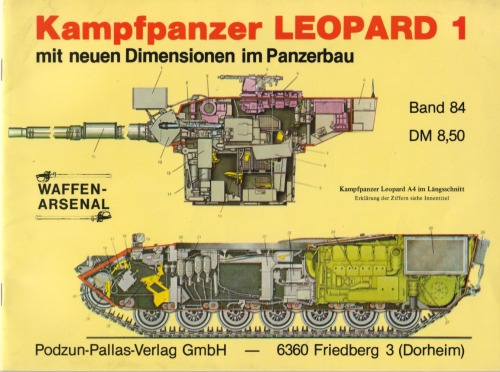 Kampfpanzer LEOPARD 1
mit neuen Dimensionen im Panzerbau
Band 84
DM 8,50
WAFFEN-
ARSENAL
Kampfpanzer Leopard A4 im Längsschnitt
Erklärung der Ziffern siehe Innentitel
Podzun-Pallas-Verlag GmbH — 6360 Friedberg 3 (Dorheim)